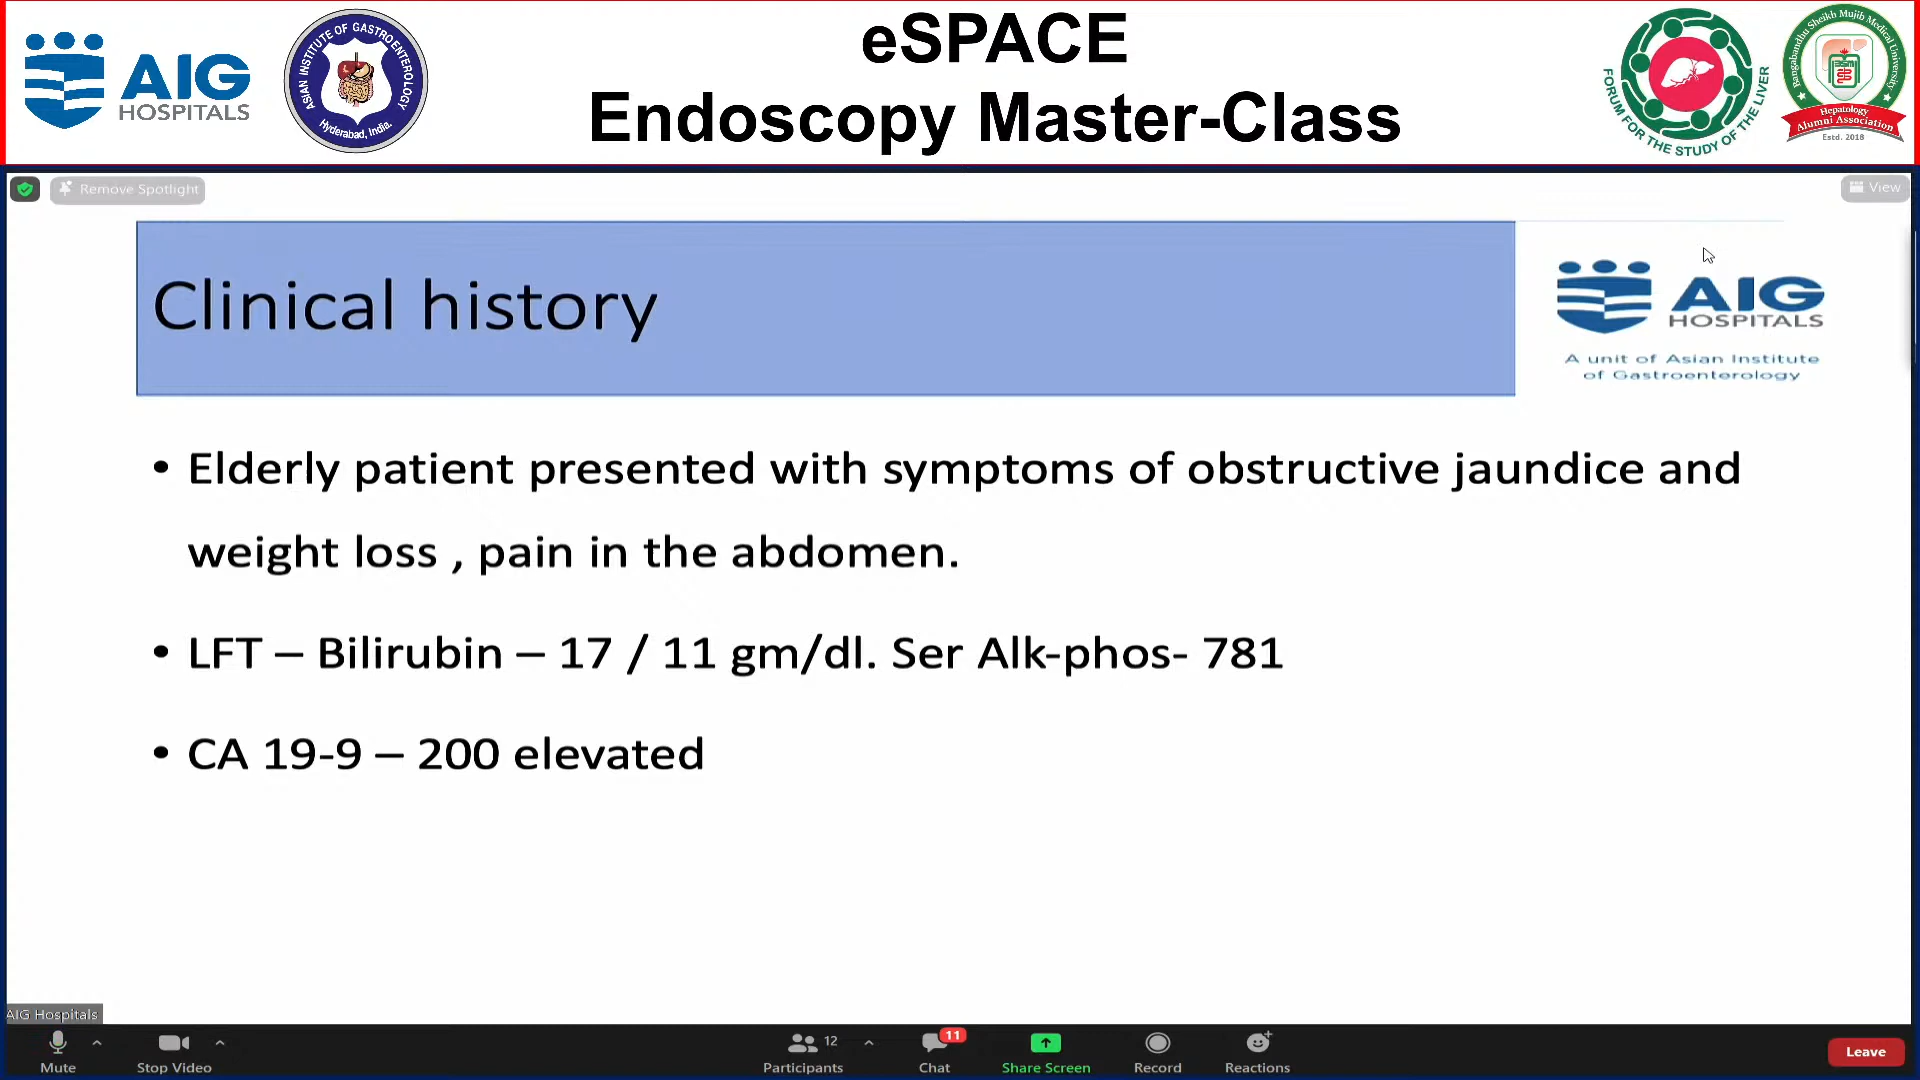 eSPACE
Endoscopy Master-Class
AIG
HOSPITALS
ASIAN INSTITUTE OF GASTROENTEROLOGY
Hyderabad, India.
FORUM FOR THE STUDY OF THE LIVER
Bangabandhu Sheikh Mujib Medical University
Hepatology
Alumni Association
Estd. 2018
Remove Spotlight
View
Clinical history
AIG
HOSPITALS
A unit of Asian Institute
of Gastroenterology
• Elderly patient presented with symptoms of obstructive jaundice and
weight loss , pain in the abdomen.
• LFT – Bilirubin – 17 / 11 gm/dl. Ser Alk-phos- 781
• CA 19-9 – 200 elevated
AIG Hospitals
Mute
Stop Video
12
Participants
11
Chat
Share Screen
Record
Reactions
Leave